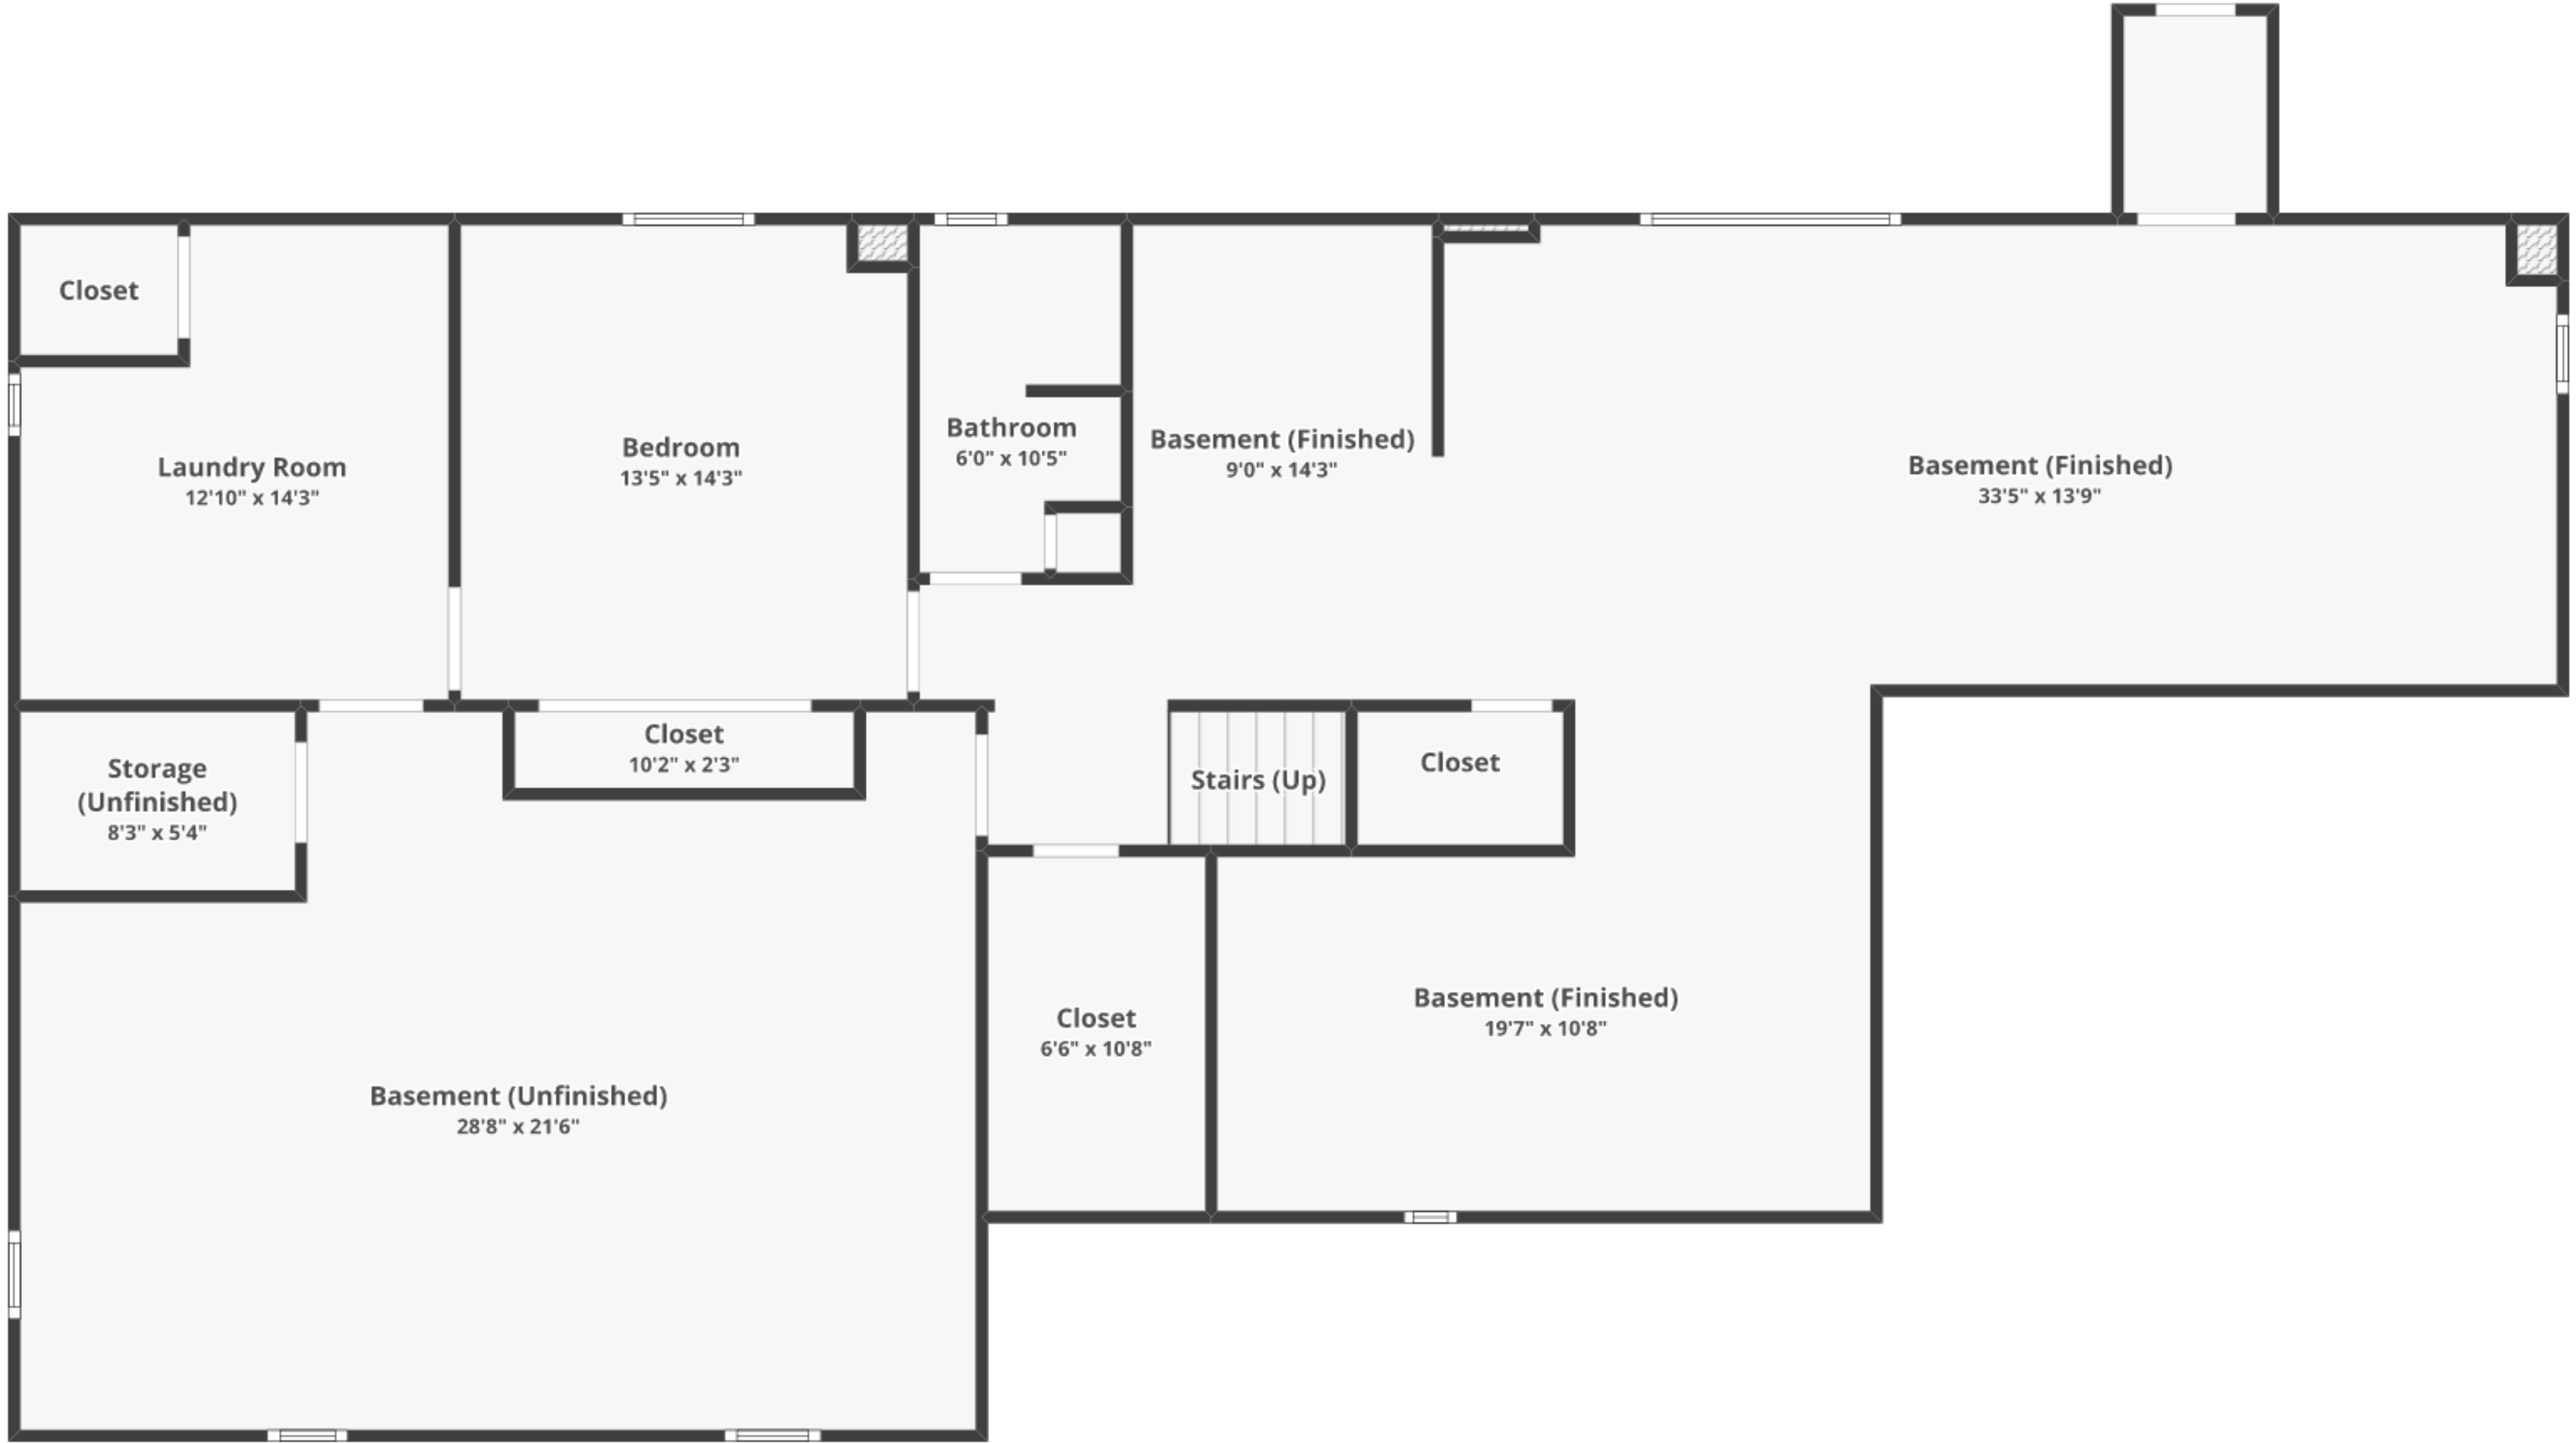 Closet
Laundry Room
12'10" x 14'3"
Bedroom
13'5" x 14'3"
Bathroom
6'0" x 10'5"
Basement (Finished)
9'0" x 14'3"
Basement (Finished)
33'5" x 13'9"
Storage
(Unfinished)
8'3" x 5'4"
Closet
10'2" x 2'3"
Stairs (Up)
Closet
Basement (Unfinished)
28'8" x 21'6"
Closet
6'6" x 10'8"
Basement (Finished)
19'7" x 10'8"